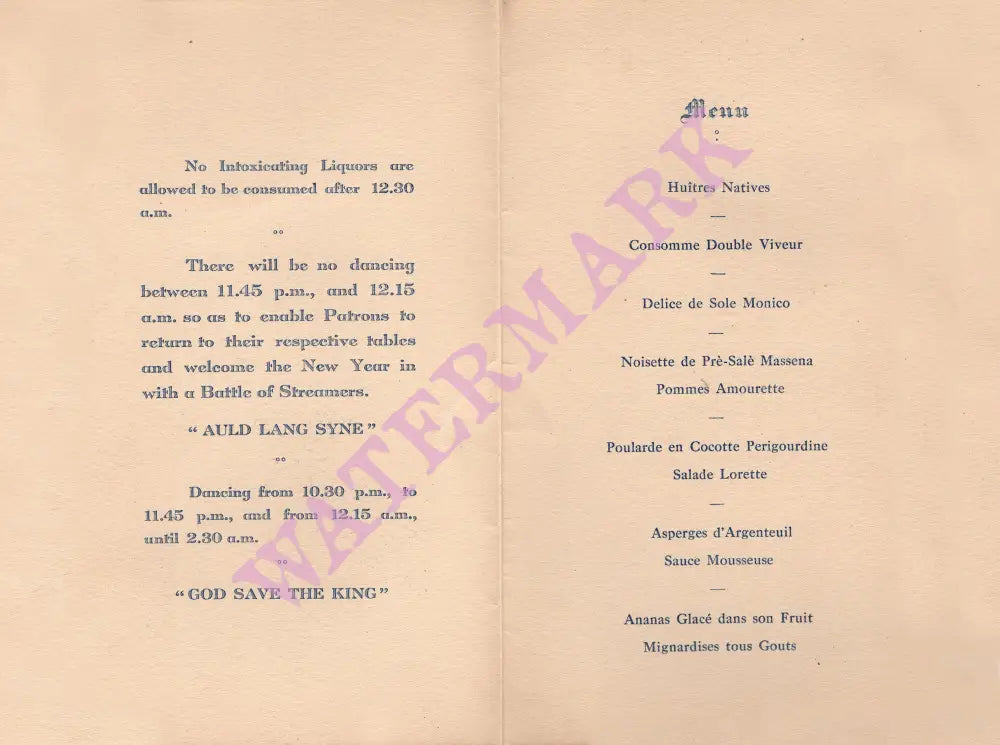 No Intoxicating Liquors are
allowed to be consumed after 12.30
a.m.
There will be no dancing
between 11.45 p.m., and 12.15
a.m. so as to enable Patrons to
return to their respective tables
and welcome the New Year in
with a Battle of Streamers.
“ AULD LANG SYNE ”
Dancing from 10.30 p.m., to
11.45 p.m., and from 12.15 a.m.,
until 2.30 a.m.
“ GOD SAVE THE KING ”
Menu
Huîtres Natives
Consomme Double Viveur
Delice de Sole Monico
Noisette de Prè-Salè Massena
Pommes Amourette
Poularde en Cocotte Perigourdine
Salade Lorette
Asperges d'Argenteuil
Sauce Mousseuse
Ananas Glacé dans son Fruit
Mignardises tous Gouts
WATERMARK